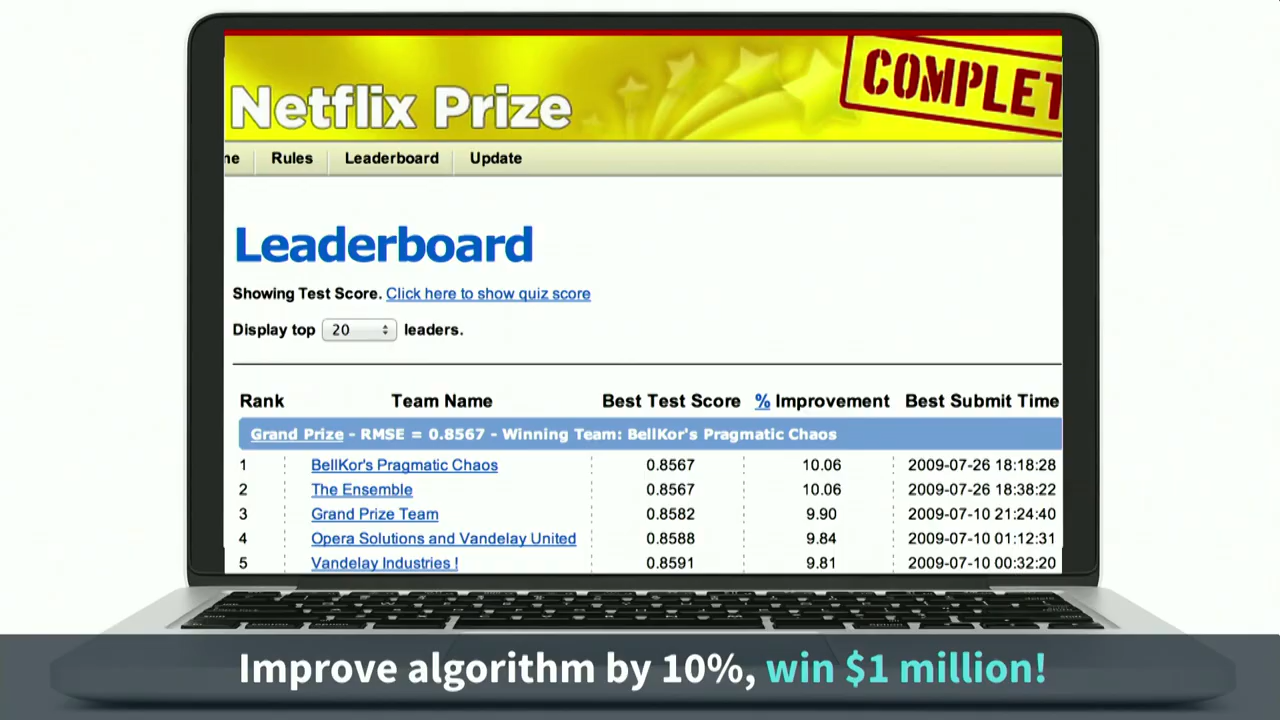 Netflix Prize
COMPLET
ne Rules Leaderboard Update
Leaderboard
Showing Test Score. Click here to show quiz score
Display top 20 leaders.
Rank Team Name Best Test Score % Improvement Best Submit Time
Grand Prize - RMSE = 0.8567 - Winning Team: BellKor's Pragmatic Chaos
1 BellKor's Pragmatic Chaos 0.8567 10.06 2009-07-26 18:18:28
2 The Ensemble 0.8567 10.06 2009-07-26 18:38:22
3 Grand Prize Team 0.8582 9.90 2009-07-10 21:24:40
4 Opera Solutions and Vandelay United 0.8588 9.84 2009-07-10 01:12:31
5 Vandelay Industries ! 0.8591 9.81 2009-07-10 00:32:20
Improve algorithm by 10%, win $1 million!